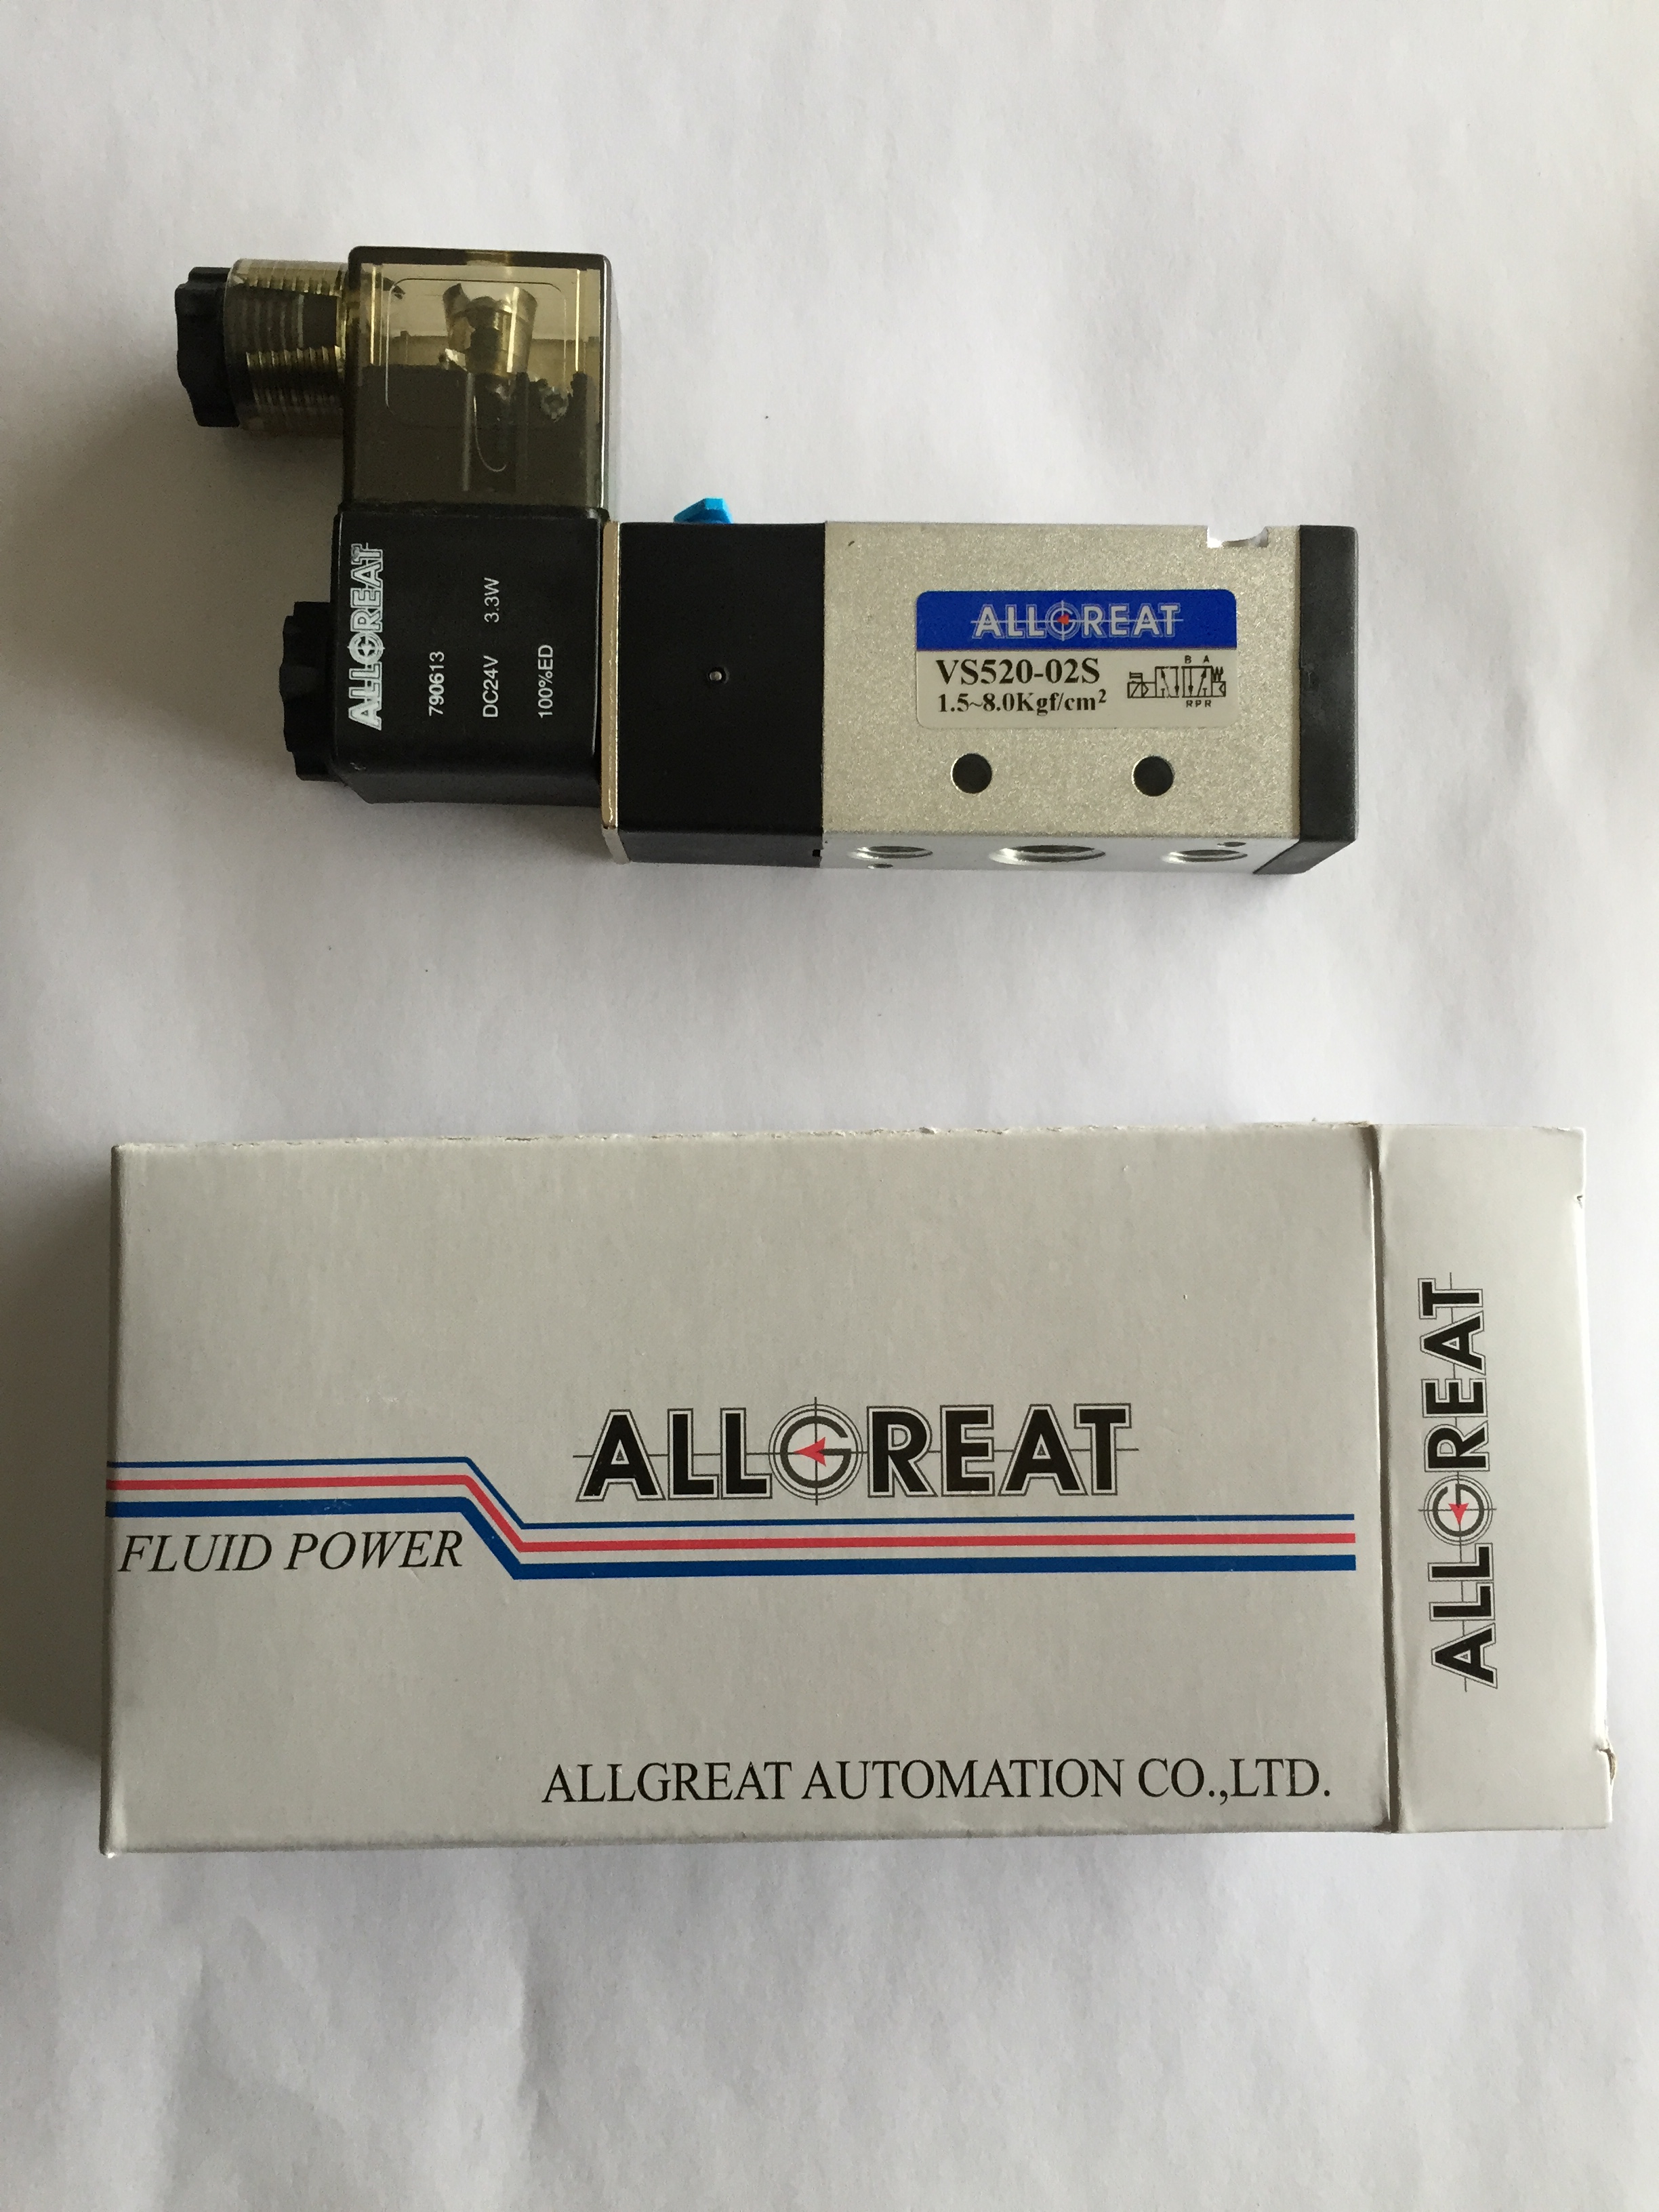 ALLGREAT
790613
DC24V 3.3W
100%ED
ALLGREAT
VS520-02S
1.5~8.0Kgf/cm²
B A
R P R
ALLGREAT
FLUID POWER
ALLGREAT AUTOMATION CO.,LTD.
ALLGREAT